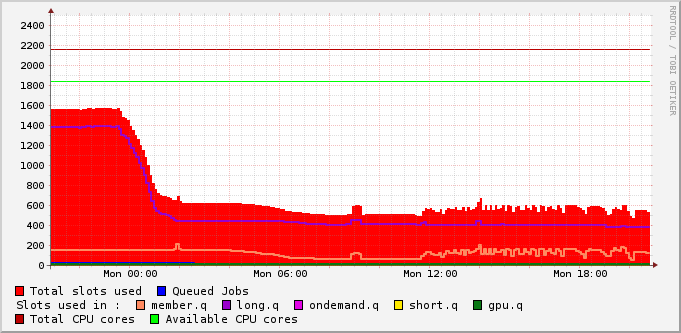 RRDTOOL / TOBI OETIKER
2400
2200
2000
1800
1600
1400
1200
1000
800
600
400
200
0
Mon 00:00 Mon 06:00 Mon 12:00 Mon 18:00
Total slots used Queued Jobs
Slots used in : member.q long.q ondemand.q short.q gpu.q
Total CPU cores Available CPU cores